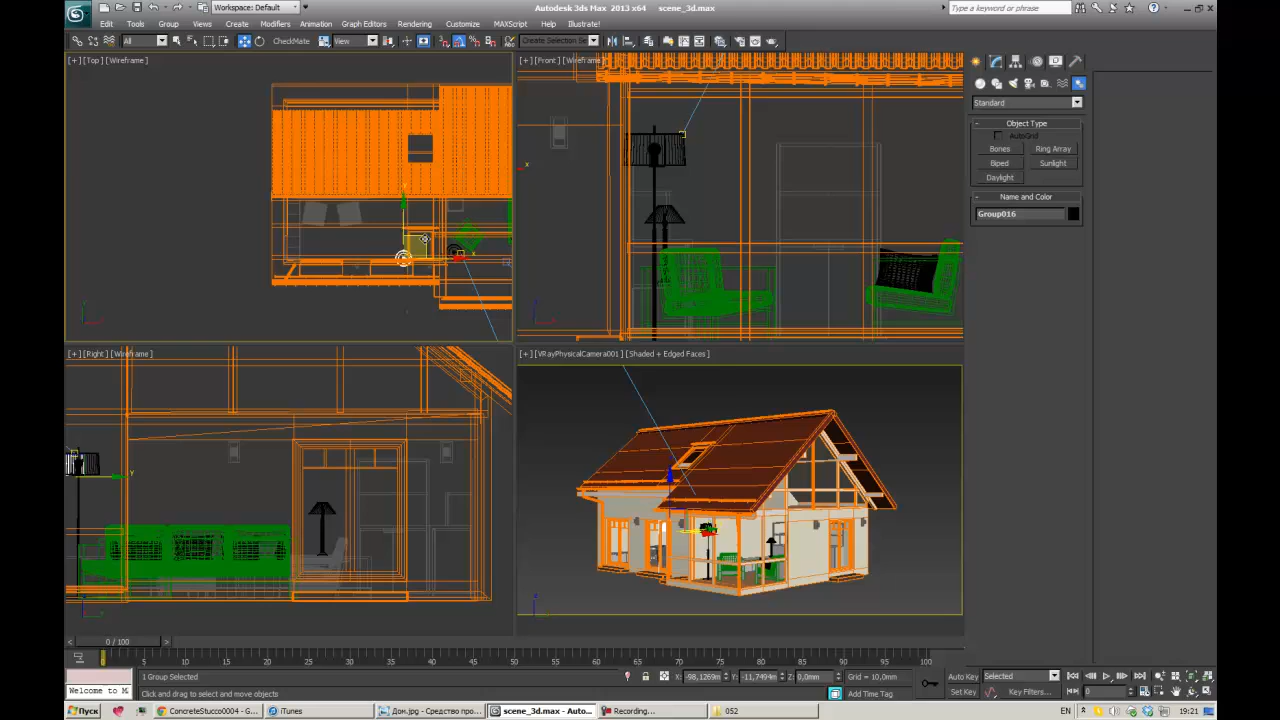 Workspace: Default
Autodesk 3ds Max  2013 x64     scene_3d.max
Type a keyword or phrase
Edit
Tools
Group
Views
Create
Modifiers
Animation
Graph Editors
Rendering
Customize
MAXScript
Help
Illustrate!
All
CheckMate
View
Create Selection Se
[+] [Top] [Wireframe]
[+] [Front] [Wireframe]
Standard
Object Type
AutoGrid
Bones
Ring Array
Biped
Sunlight
Daylight
Name and Color
Group016
[+] [Right] [Wireframe]
[+] [VRayPhysicalCamera001] [Shaded + Edged Faces]
0 / 100
0 5 10 15 20 25 30 35 40 45 50 55 60 65 70 75 80 85 90 95 100
1 Group Selected
X: -98,1269m
Y: -11,7494m
Z: 0,0mm
Grid = 10,0mm
Auto Key
Selected
Welcome to M
Click and drag to select and move objects
Add Time Tag
Set Key
Key Filters...
0
Пуск
ConcreteStucco0004 - G...
iTunes
Дом.jpg - Средство про...
scene_3d.max - Auto...
Recording...
052
EN
19:21